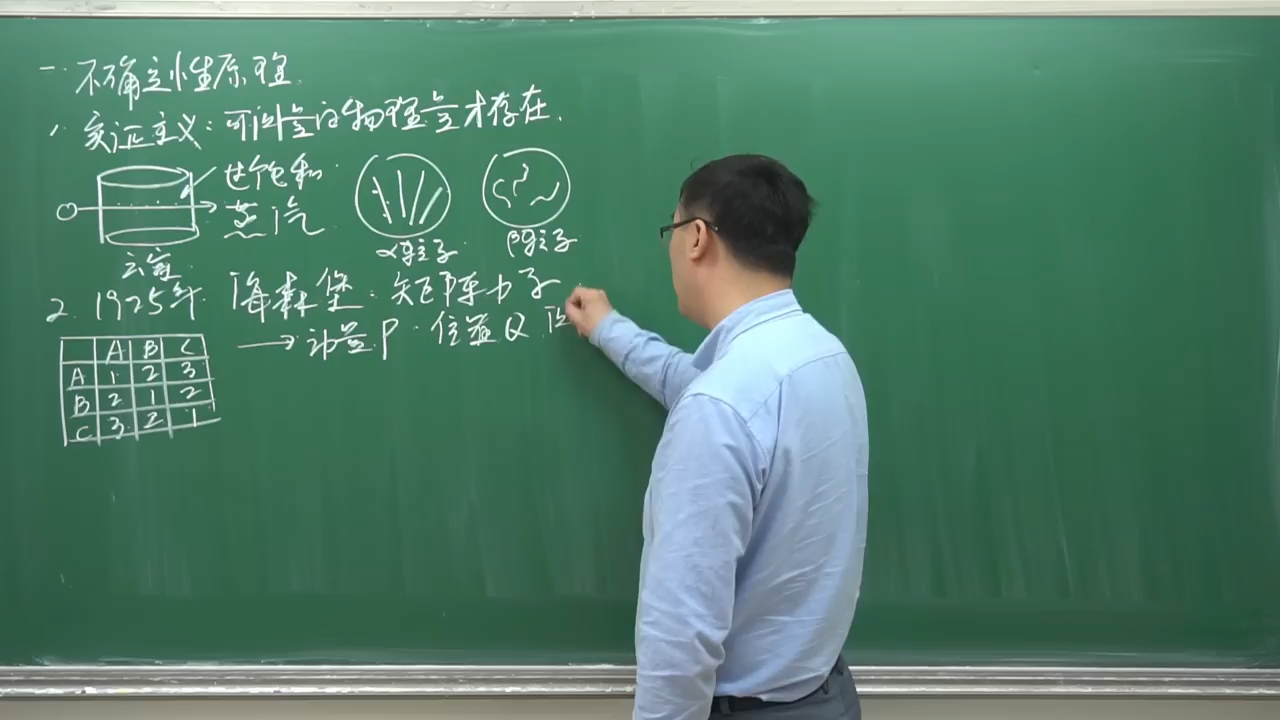 一. 不确定性原理
1. 实证主义: 可测量的物理量才存在.
过饱和
蒸汽
云室
α粒子
β粒子
2. 1925年. 海森堡: 矩阵力学
→ 动量P. 位置Q
A B C
A 1 2 3
B 2 1 2
C 3 2 1